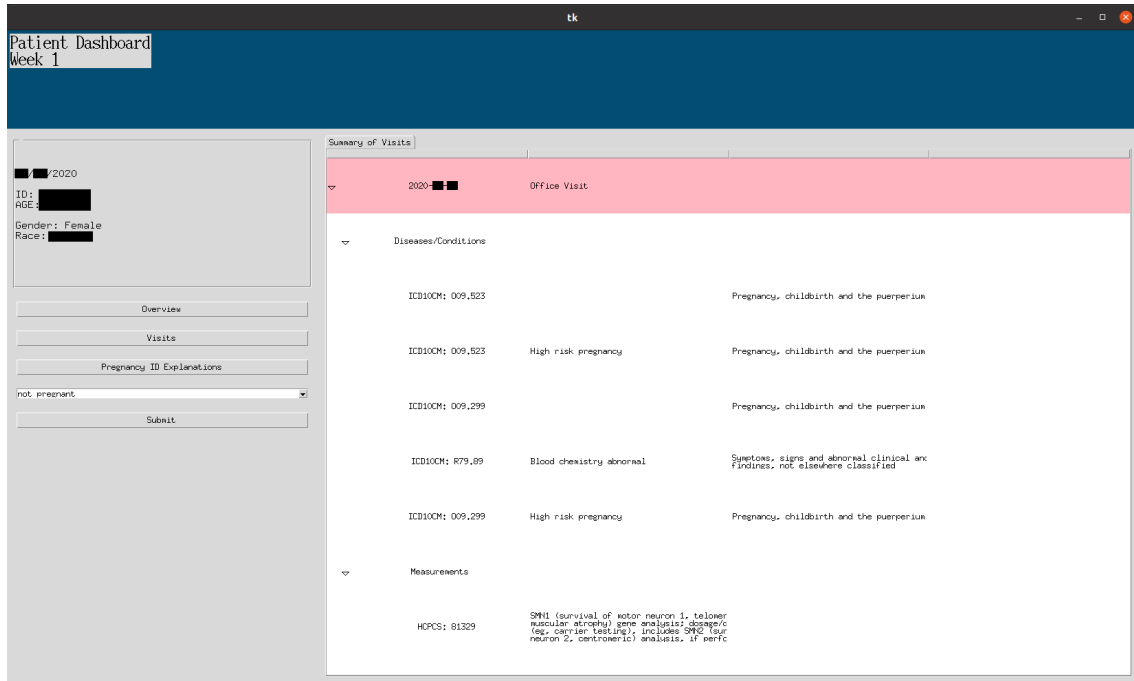 tk
Patient Dashboard
Week 1
/2020
ID:
AGE:
Gender: Female
Race:
Overview
Visits
Pregnancy ID Explanations
not pregnant
Submit
Summary of Visits
2020- - Office Visit
Diseases/Conditions
ICD10CM: O09.523 Pregnancy, childbirth and the puerperium
ICD10CM: O09.523 High risk pregnancy Pregnancy, childbirth and the puerperium
ICD10CM: O09.299 Pregnancy, childbirth and the puerperium
ICD10CM: R79.89 Blood chemistry abnormal Symptoms, signs and abnormal clinical and
findings, not elsewhere classified
ICD10CM: O09.299 High risk pregnancy Pregnancy, childbirth and the puerperium
Measurements
HCPCS: 81329
SMN1 (survival of motor neuron 1, telomer
muscular atrophy) gene analysis; dosage/d
(eg, carrier testing), includes SMN2 (sur
neuron 2, centromeric) analysis, if perfo